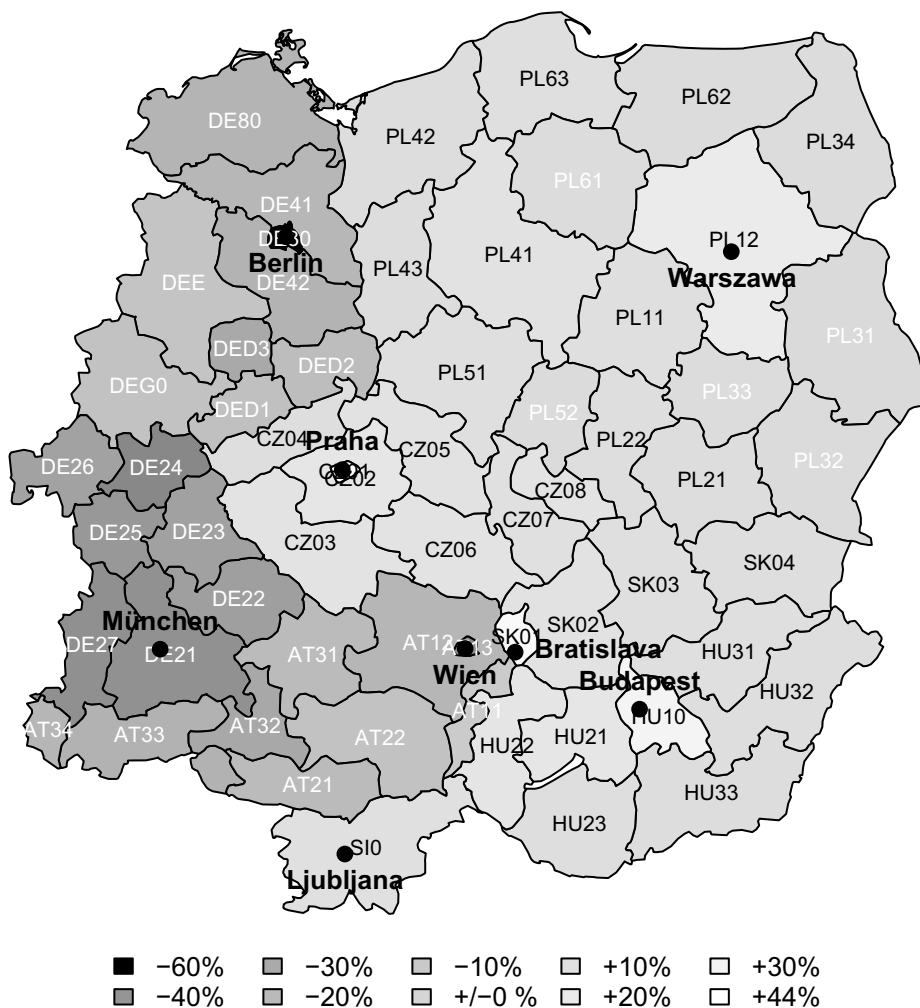 PL63
PL62
DE80
PL42
PL34
PL61
DE41
DE30
PL12
Berlin
PL41
Warszawa
PL43
DEE
DE42
PL11
PL31
DED3
DED2
PL51
DEG0
PL33
DED1
PL52
CZ04
Praha
CZ05
PL22
PL32
DE26
DE24
CZ02
PL21
CZ08
CZ07
DE25
DE23
CZ03
CZ06
SK04
SK03
DE22
München
SK02
AT12
SK01
Bratislava
DE27
DE21
AT31
HU31
Wien
Budapest
HU32
AT11
HU10
AT34
AT33
AT32
AT22
HU22
HU21
AT21
HU33
HU23
SI0
Ljubljana
−60% −30% −10% +10% +30%
−40% −20% +/−0 % +20% +44%